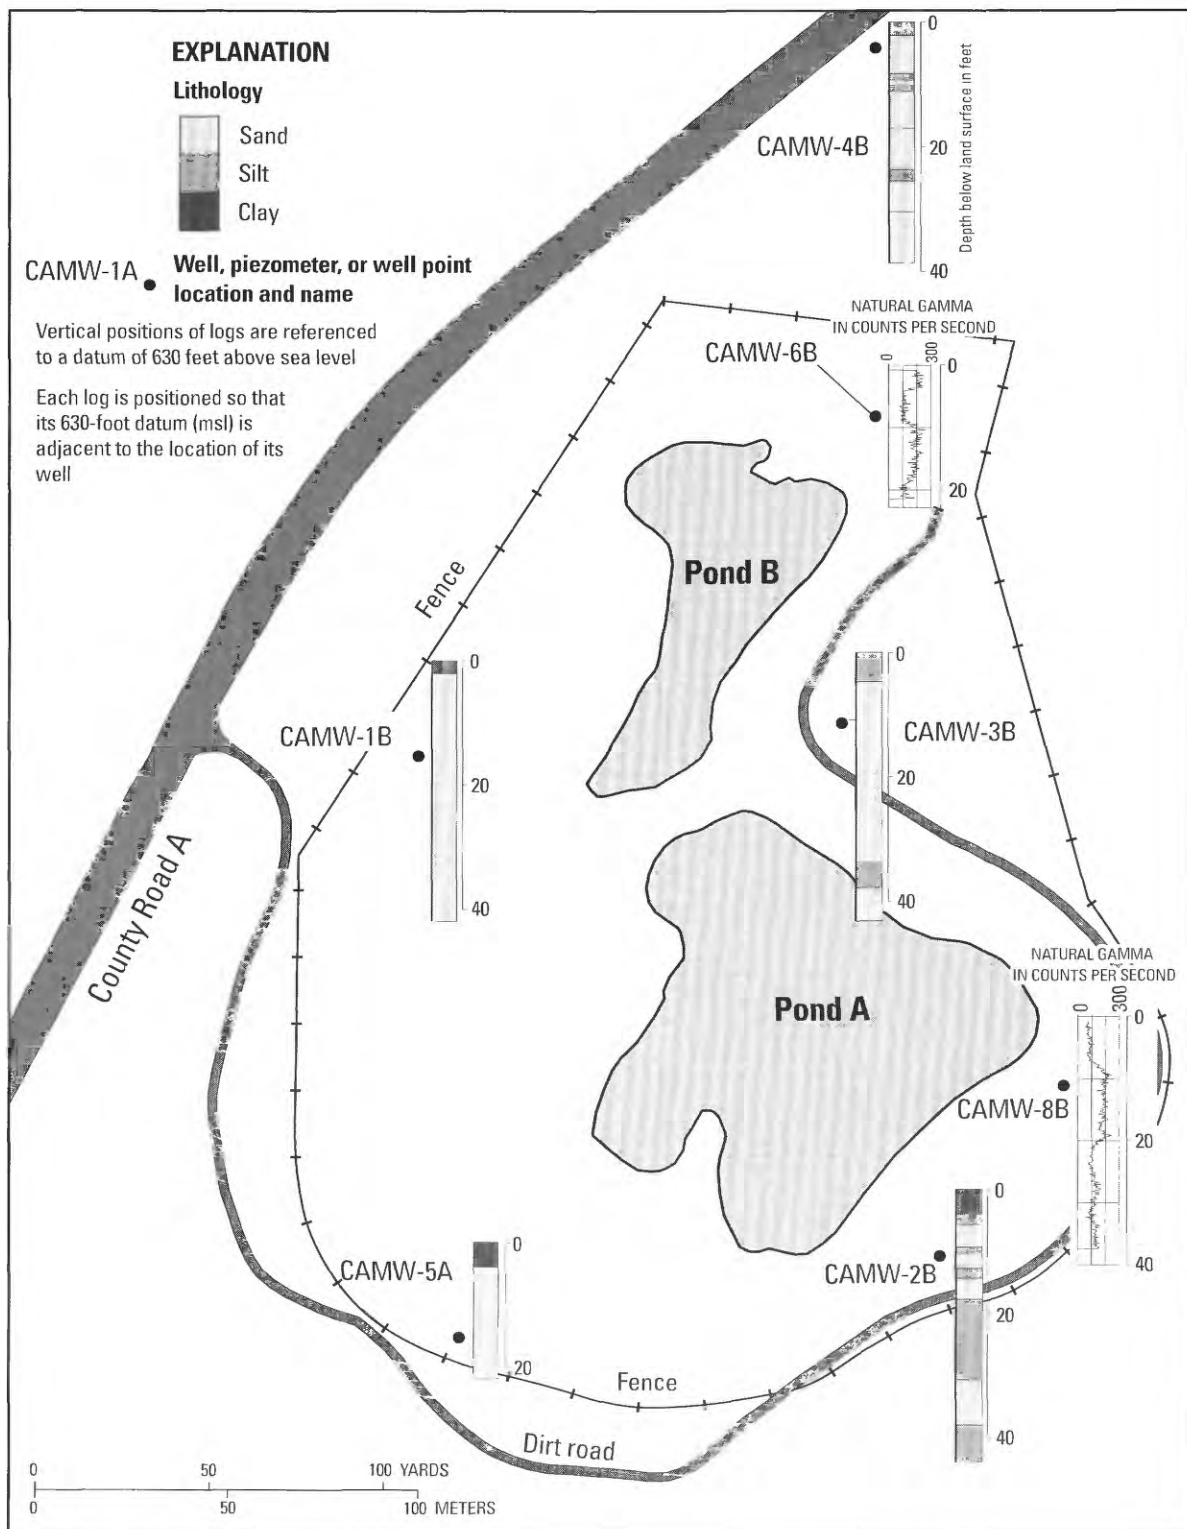 EXPLANATION
Lithology
Sand
Silt
Clay
CAMW-1A
Well, piezometer, or well point
location and name
Vertical positions of logs are referenced
to a datum of 630 feet above sea level
Each log is positioned so that
its 630-foot datum (msl) is
adjacent to the location of its
well
CAMW-4B
0
20
40
Depth below land surface in feet
NATURAL GAMMA
IN COUNTS PER SECOND
CAMW-6B
0
300
0
20
Pond B
Fence
CAMW-1B
0
20
40
CAMW-3B
0
20
40
County Road A
Pond A
NATURAL GAMMA
IN COUNTS PER SECOND
0
300
0
20
40
CAMW-8B
CAMW-2B
0
20
40
CAMW-5A
0
20
Fence
Dirt road
0 50 100 YARDS
0 50 100 METERS